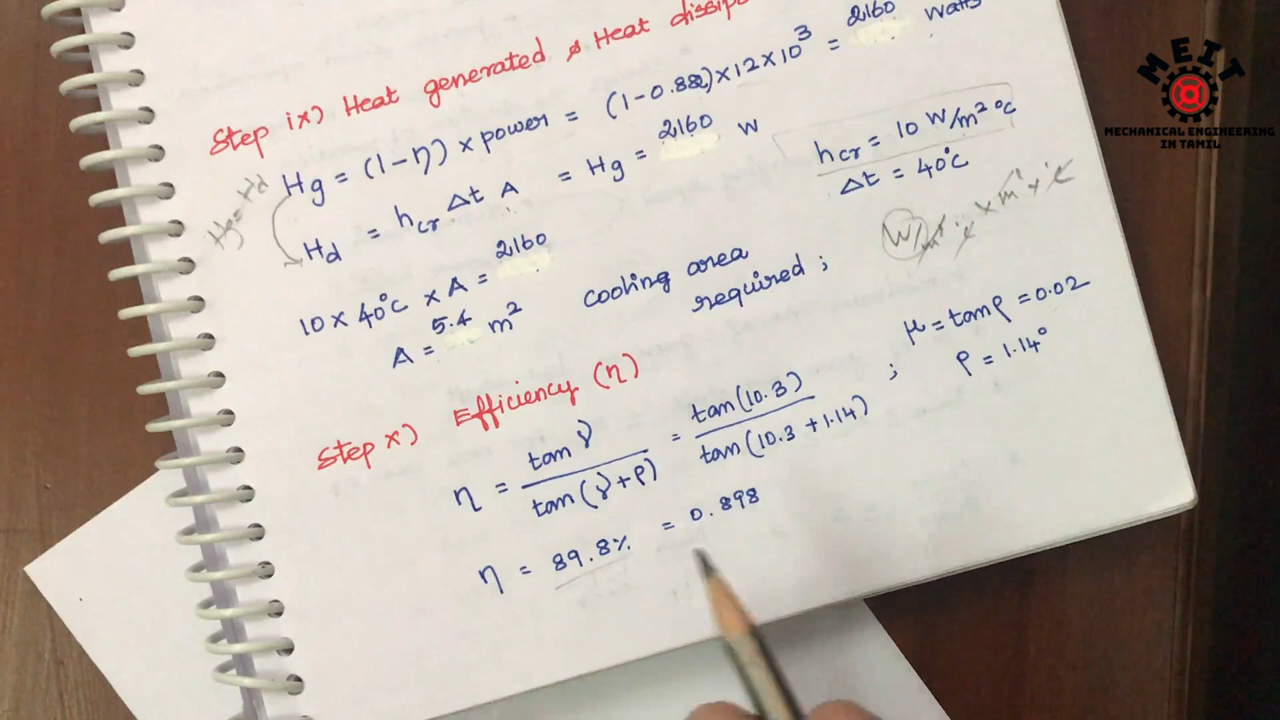 Step ix) Heat generated & Heat dissip
Hg = (1-η) × power = (1-0.82) × 12 × 10³ = 2160 Watts
Hg = Hd
Hd = hcr Δt A = Hg = 2160 W
hcr = 10 W/m² °C
Δt = 40°C
10 × 40°C × A = 2160
W/m² °C × m² × °C
A = 5.4 m² cooling area required ;
Step x) Efficiency (η)
η = tan γ / tan(γ+ρ) = tan(10.3) / tan(10.3 + 1.14) ; μ = tan ρ = 0.02
ρ = 1.14°
η = 89.8% = 0.898
MEIT
MECHANICAL ENGINEERING
IN TAMIL